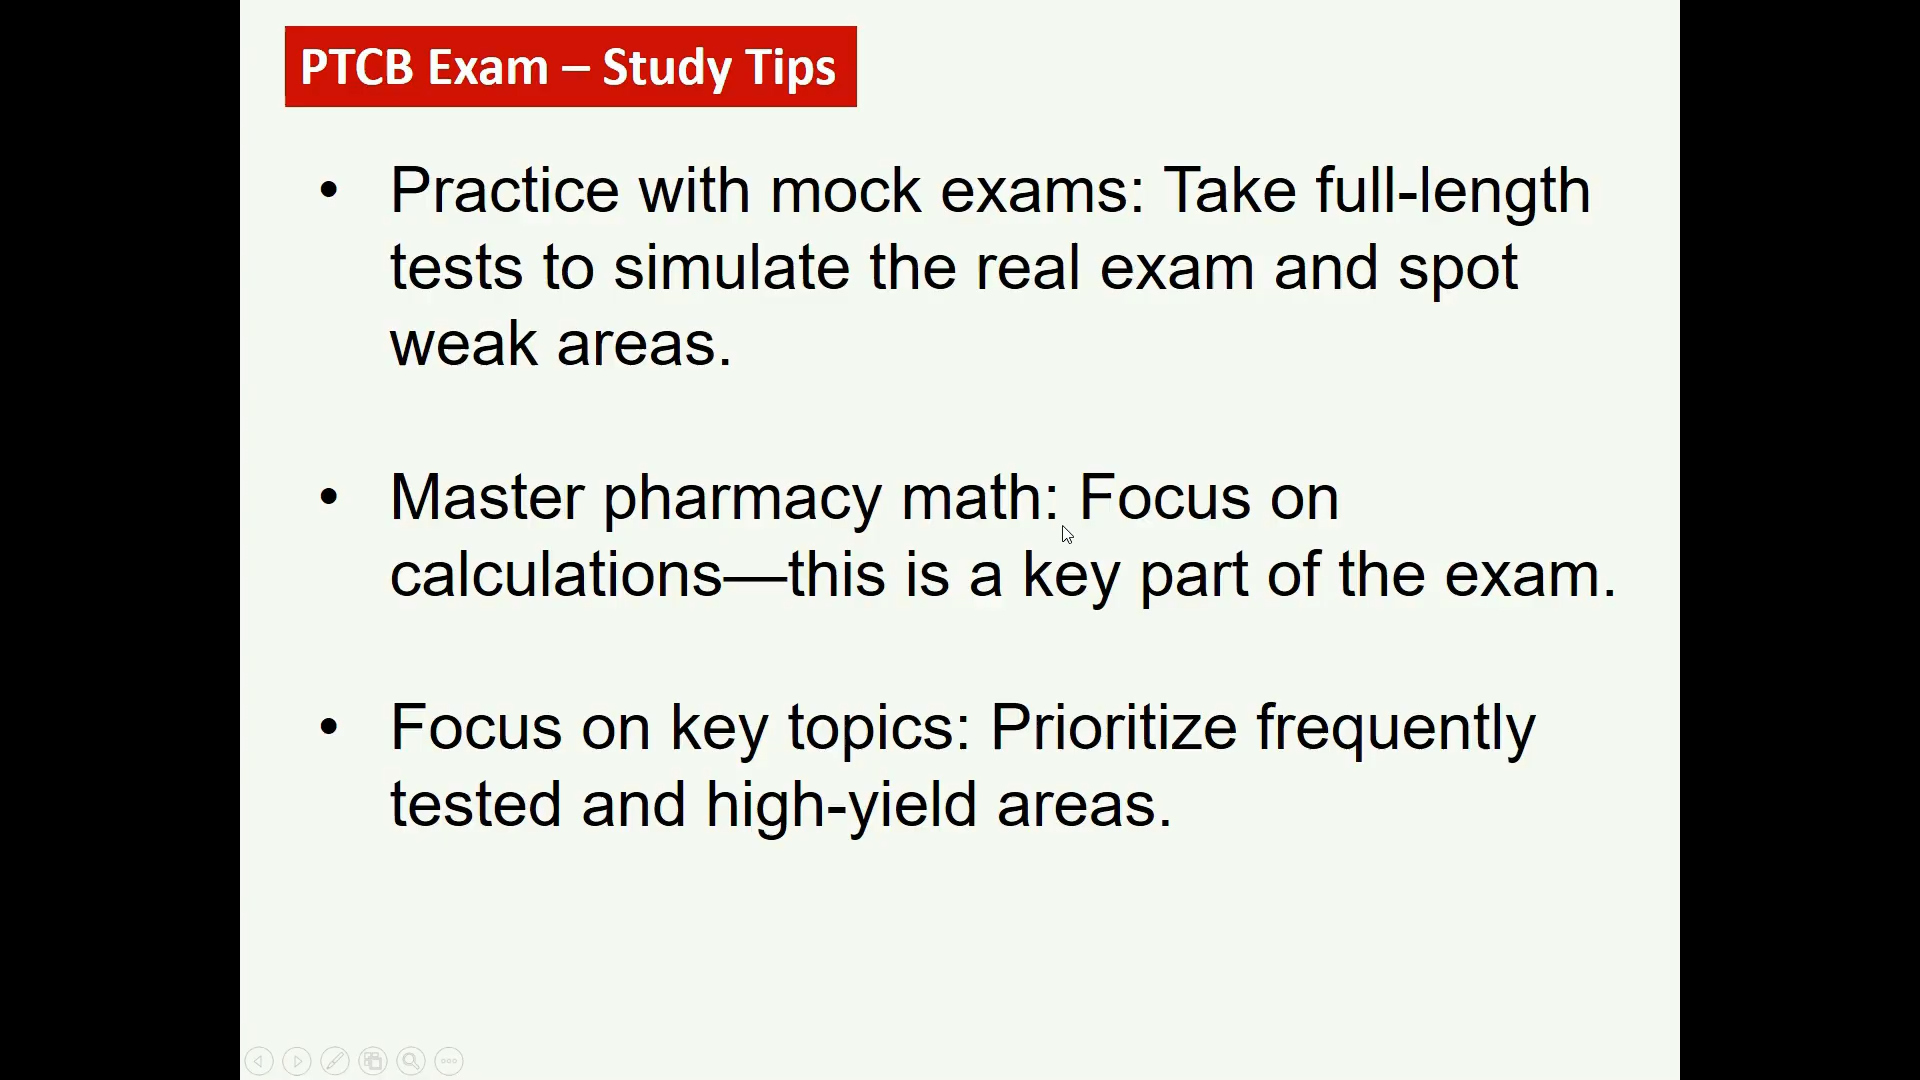 PTCB Exam – Study Tips
• Practice with mock exams: Take full-length
tests to simulate the real exam and spot
weak areas.
• Master pharmacy math: Focus on
calculations—this is a key part of the exam.
• Focus on key topics: Prioritize frequently
tested and high-yield areas.